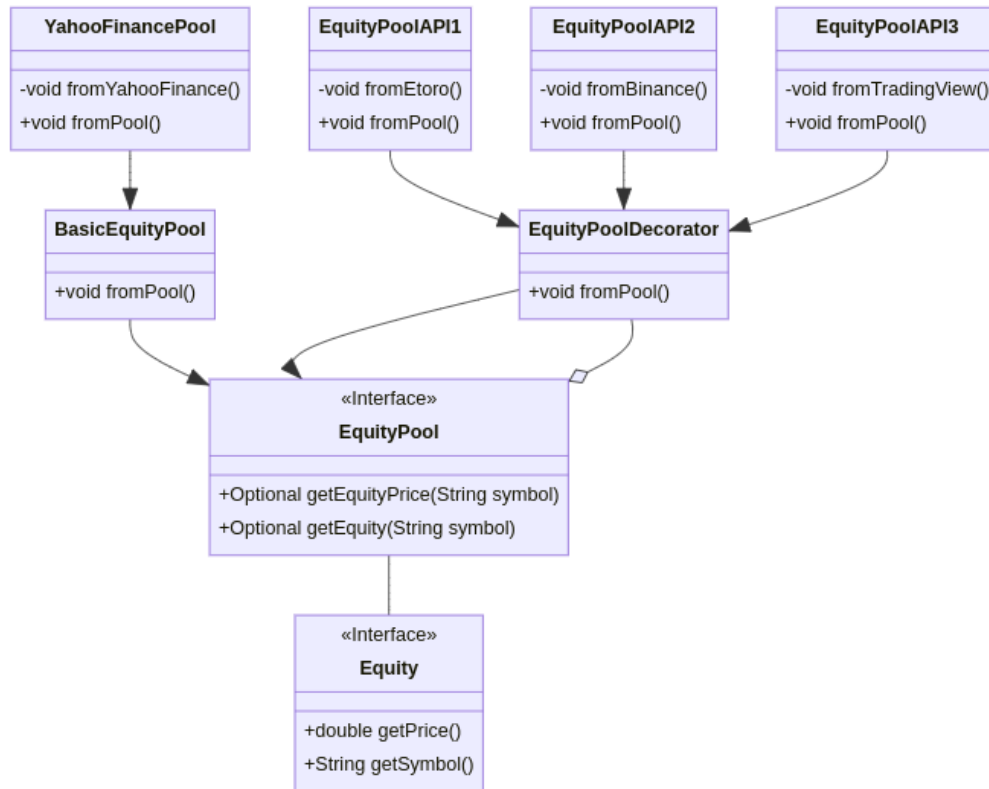 YahooFinancePool
-void fromYahooFinance()
+void fromPool()
EquityPoolAPI1
-void fromEtoro()
+void fromPool()
EquityPoolAPI2
-void fromBinance()
+void fromPool()
EquityPoolAPI3
-void fromTradingView()
+void fromPool()
BasicEquityPool
+void fromPool()
EquityPoolDecorator
+void fromPool()
«Interface»
EquityPool
+Optional getEquityPrice(String symbol)
+Optional getEquity(String symbol)
«Interface»
Equity
+double getPrice()
+String getSymbol()